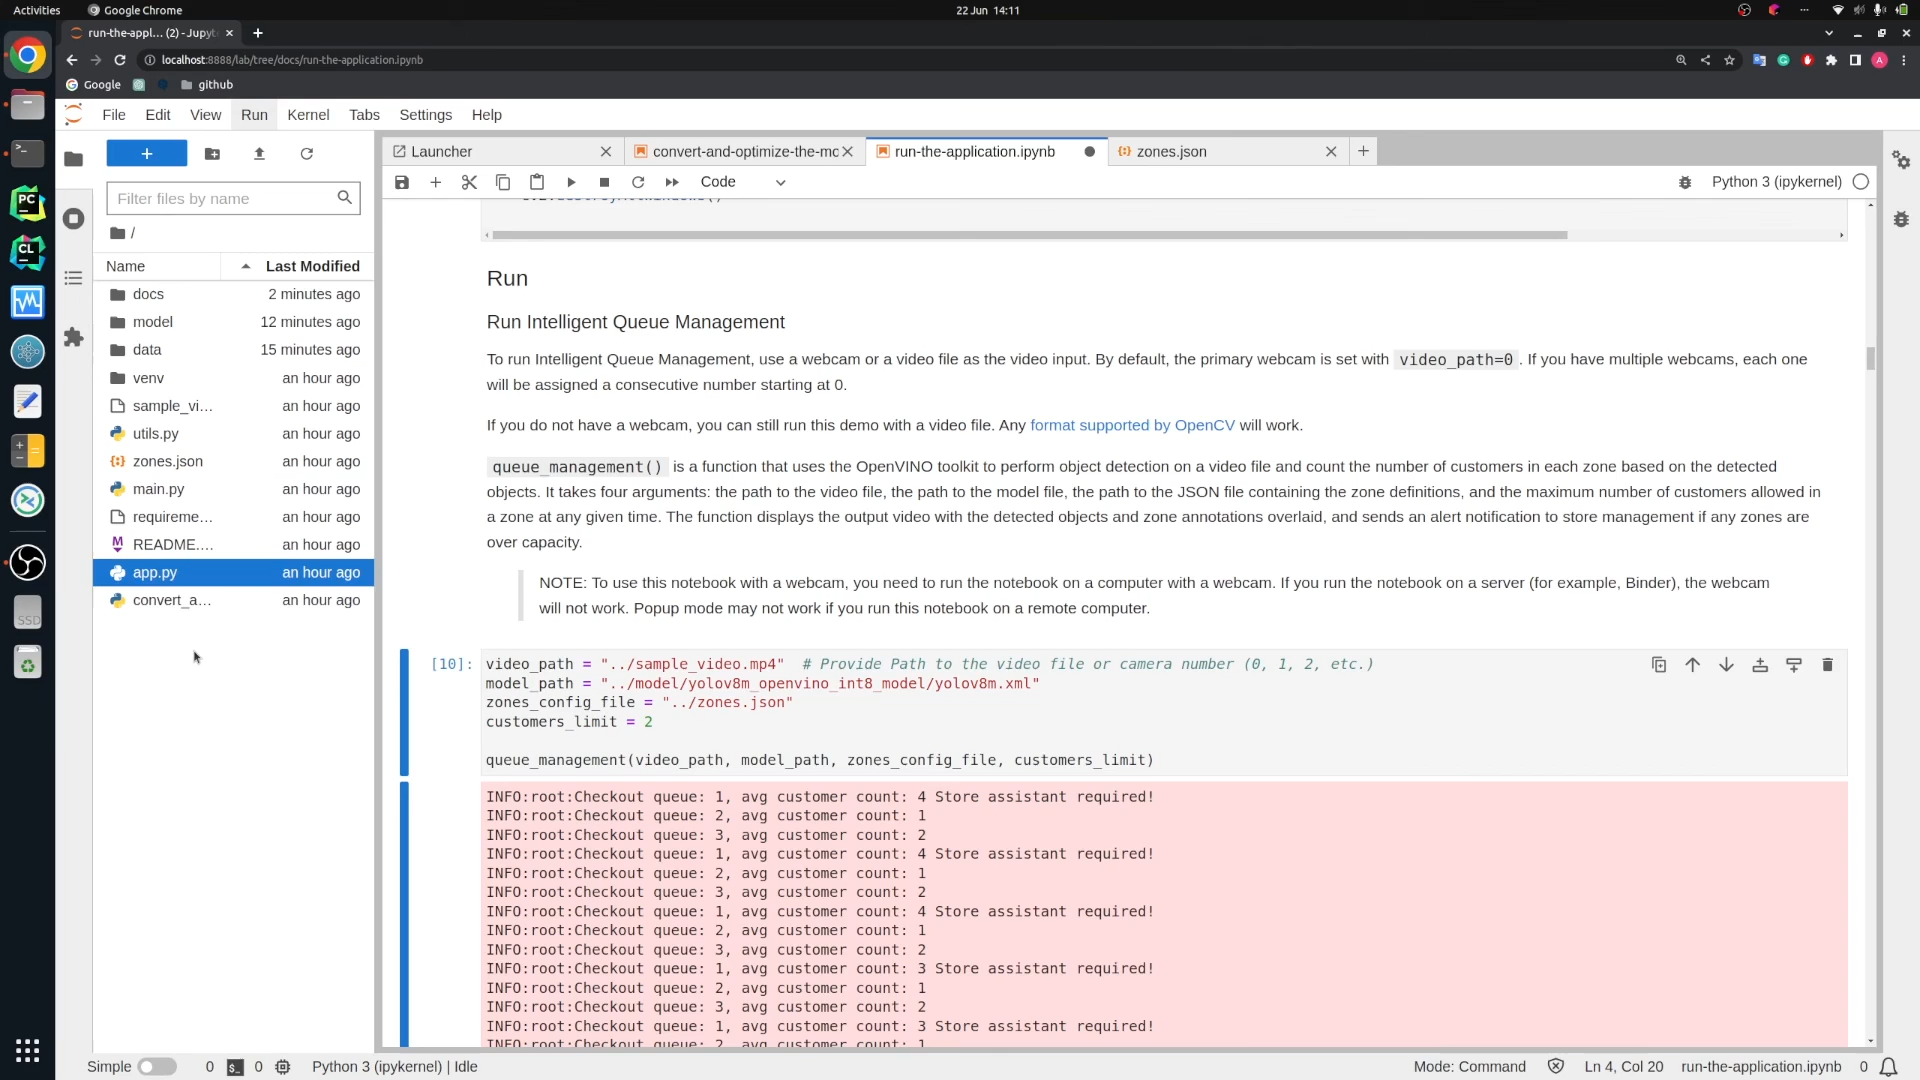 Activities
Google Chrome
22 Jun 14:11
run-the-appl… (2) - Jupyt
localhost:8888/lab/tree/docs/run-the-application.ipynb
Google
github
File Edit View Run Kernel Tabs Settings Help
Launcher
convert-and-optimize-the-mo
run-the-application.ipynb
zones.json
Filter files by name
Code
Python 3 (ipykernel)
/
Name
Last Modified
docs 2 minutes ago
model 12 minutes ago
data 15 minutes ago
venv an hour ago
sample_vi… an hour ago
utils.py an hour ago
zones.json an hour ago
main.py an hour ago
requireme… an hour ago
README.… an hour ago
app.py an hour ago
convert_a… an hour ago
PC
CL
SSD
Run
Run Intelligent Queue Management
To run Intelligent Queue Management, use a webcam or a video file as the video input. By default, the primary webcam is set with video_path=0 . If you have multiple webcams, each one
will be assigned a consecutive number starting at 0.
If you do not have a webcam, you can still run this demo with a video file. Any format supported by OpenCV will work.
queue_management() is a function that uses the OpenVINO toolkit to perform object detection on a video file and count the number of customers in each zone based on the detected
objects. It takes four arguments: the path to the video file, the path to the model file, the path to the JSON file containing the zone definitions, and the maximum number of customers allowed in
a zone at any given time. The function displays the output video with the detected objects and zone annotations overlaid, and sends an alert notification to store management if any zones are
over capacity.
NOTE: To use this notebook with a webcam, you need to run the notebook on a computer with a webcam. If you run the notebook on a server (for example, Binder), the webcam
will not work. Popup mode may not work if you run this notebook on a remote computer.
[10]: video_path = "../sample_video.mp4" # Provide Path to the video file or camera number (0, 1, 2, etc.)
model_path = "../model/yolov8m_openvino_int8_model/yolov8m.xml"
zones_config_file = "../zones.json"
customers_limit = 2
queue_management(video_path, model_path, zones_config_file, customers_limit)
INFO:root:Checkout queue: 1, avg customer count: 4 Store assistant required!
INFO:root:Checkout queue: 2, avg customer count: 1
INFO:root:Checkout queue: 3, avg customer count: 2
INFO:root:Checkout queue: 1, avg customer count: 4 Store assistant required!
INFO:root:Checkout queue: 2, avg customer count: 1
INFO:root:Checkout queue: 3, avg customer count: 2
INFO:root:Checkout queue: 1, avg customer count: 4 Store assistant required!
INFO:root:Checkout queue: 2, avg customer count: 1
INFO:root:Checkout queue: 3, avg customer count: 2
INFO:root:Checkout queue: 1, avg customer count: 3 Store assistant required!
INFO:root:Checkout queue: 2, avg customer count: 1
INFO:root:Checkout queue: 3, avg customer count: 2
INFO:root:Checkout queue: 1, avg customer count: 3 Store assistant required!
INFO:root:Checkout queue: 2, avg customer count: 1
Simple 0 0 Python 3 (ipykernel) | Idle
Mode: Command Ln 4, Col 20 run-the-application.ipynb 0